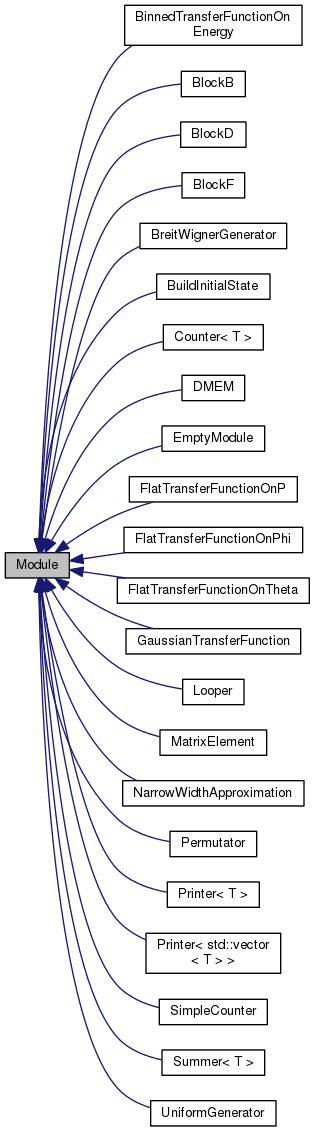 BinnedTransferFunctionOn
Energy
BlockB
BlockD
BlockF
BreitWignerGenerator
BuildInitialState
Counter< T >
DMEM
EmptyModule
FlatTransferFunctionOnP
FlatTransferFunctionOnPhi
Module
FlatTransferFunctionOnTheta
GaussianTransferFunction
Looper
MatrixElement
NarrowWidthApproximation
Permutator
Printer< T >
Printer< std::vector
< T > >
SimpleCounter
Summer< T >
UniformGenerator